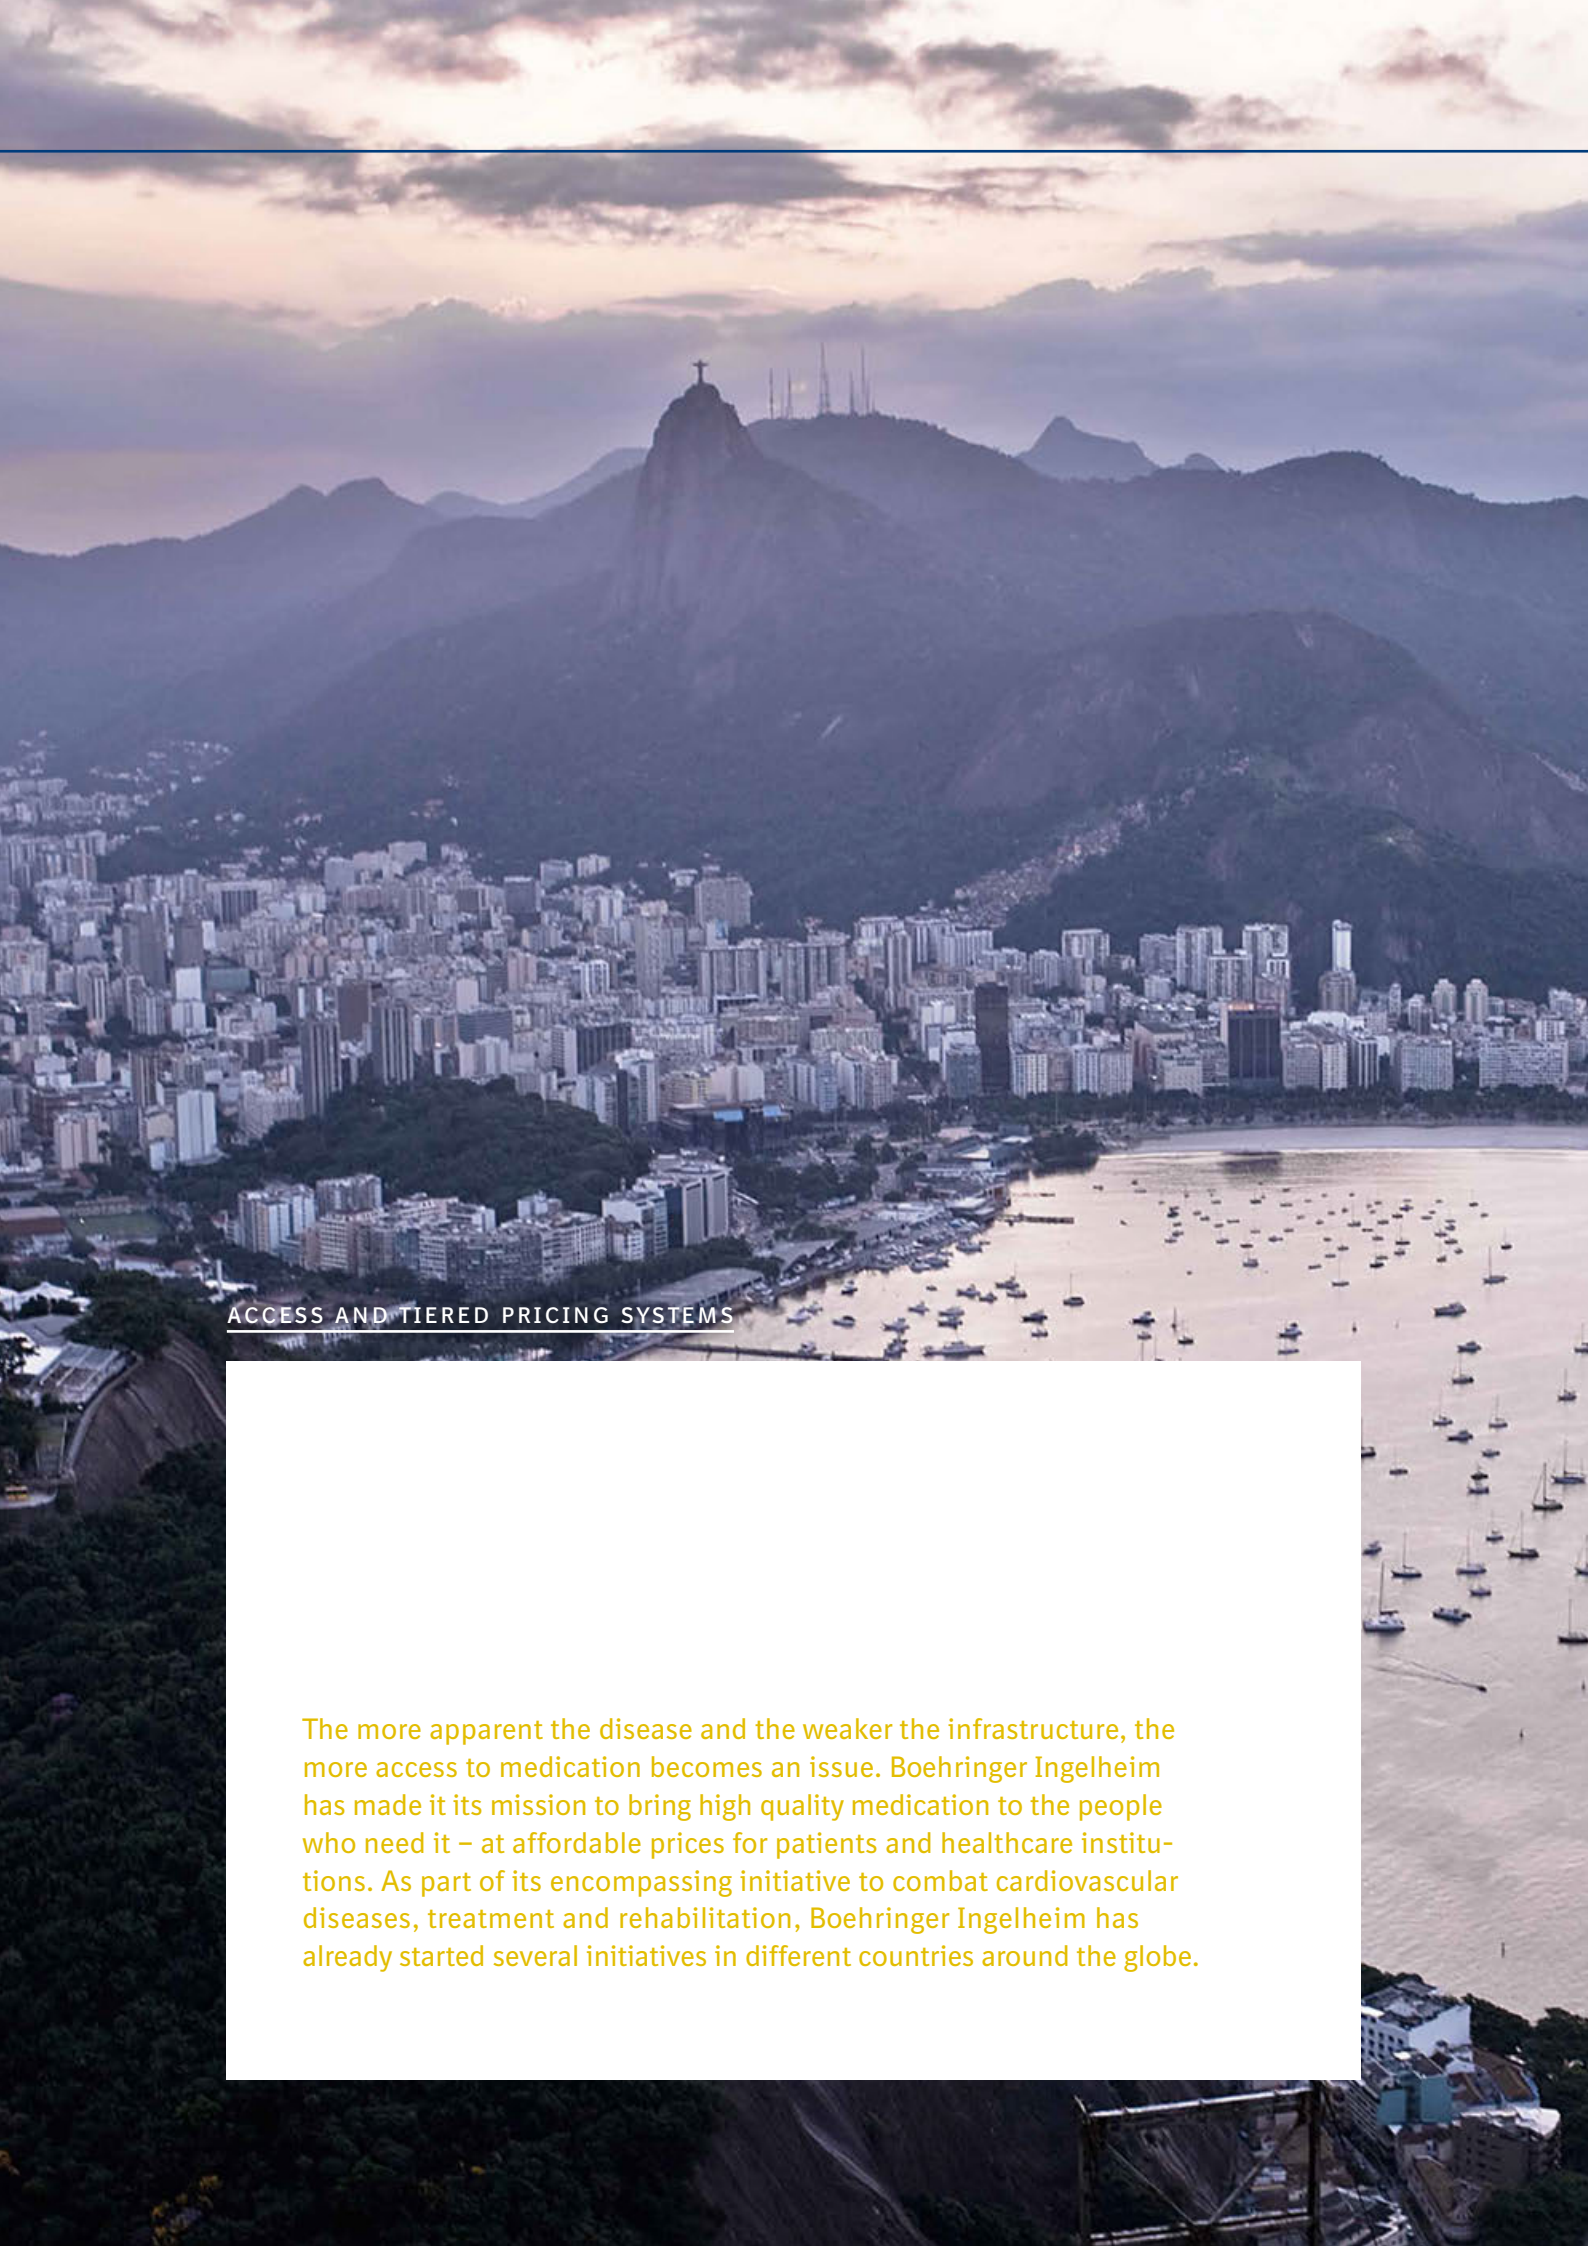 ACCESS AND TIERED PRICING SYSTEMS
The more apparent the disease and the weaker the infrastructure, the
more access to medication becomes an issue. Boehringer Ingelheim
has made it its mission to bring high quality medication to the people
who need it – at affordable prices for patients and healthcare institu-
tions. As part of its encompassing initiative to combat cardiovascular
diseases, treatment and rehabilitation, Boehringer Ingelheim has
already started several initiatives in different countries around the globe.